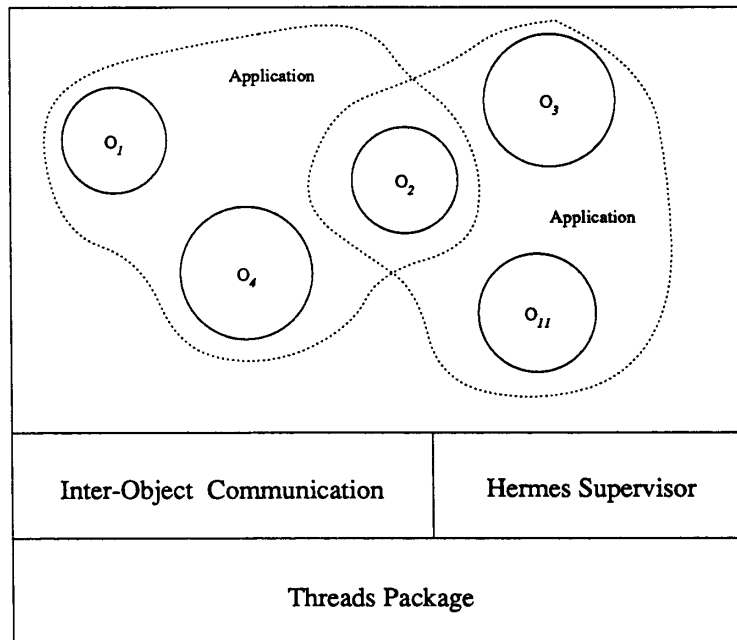 Application
O3
O1
O2
Application
O4
O11
Inter-Object Communication
Hermes Supervisor
Threads Package